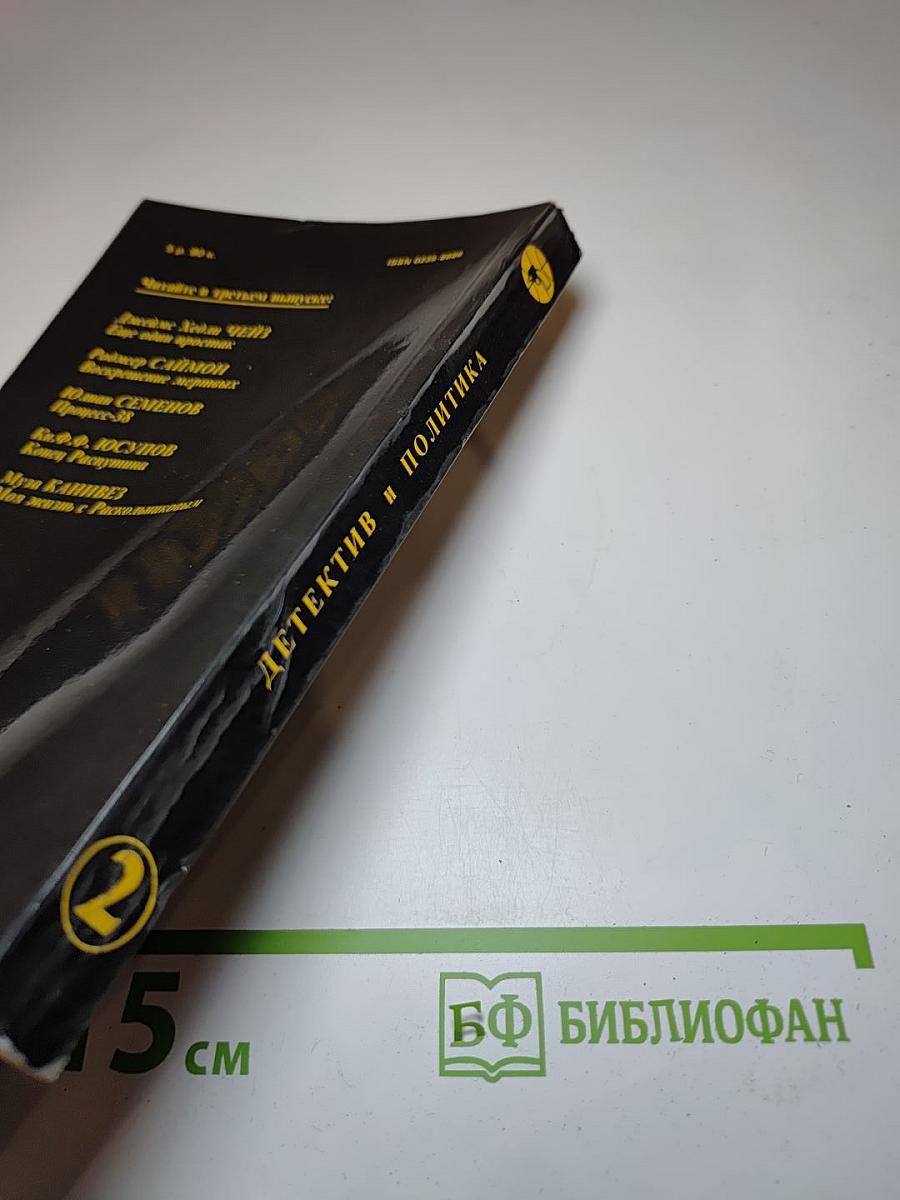 Читайте в третьем выпуске:
Джеймс Хедли ЧЕЙЗ
Еще один простак
Роджер САЙМОН
Воскрешение мертвых
Юлиан СЕМЕНОВ
Процесс-38
Кн.Ф.Ф. ЮСУПОВ
Конец Распутина
Муза КАНИВЕЗ
Моя жизнь с Раскольниковым
ДЕТЕКТИВ и ПОЛИТИКА
2
15 см
БФ БИБЛИОФАН